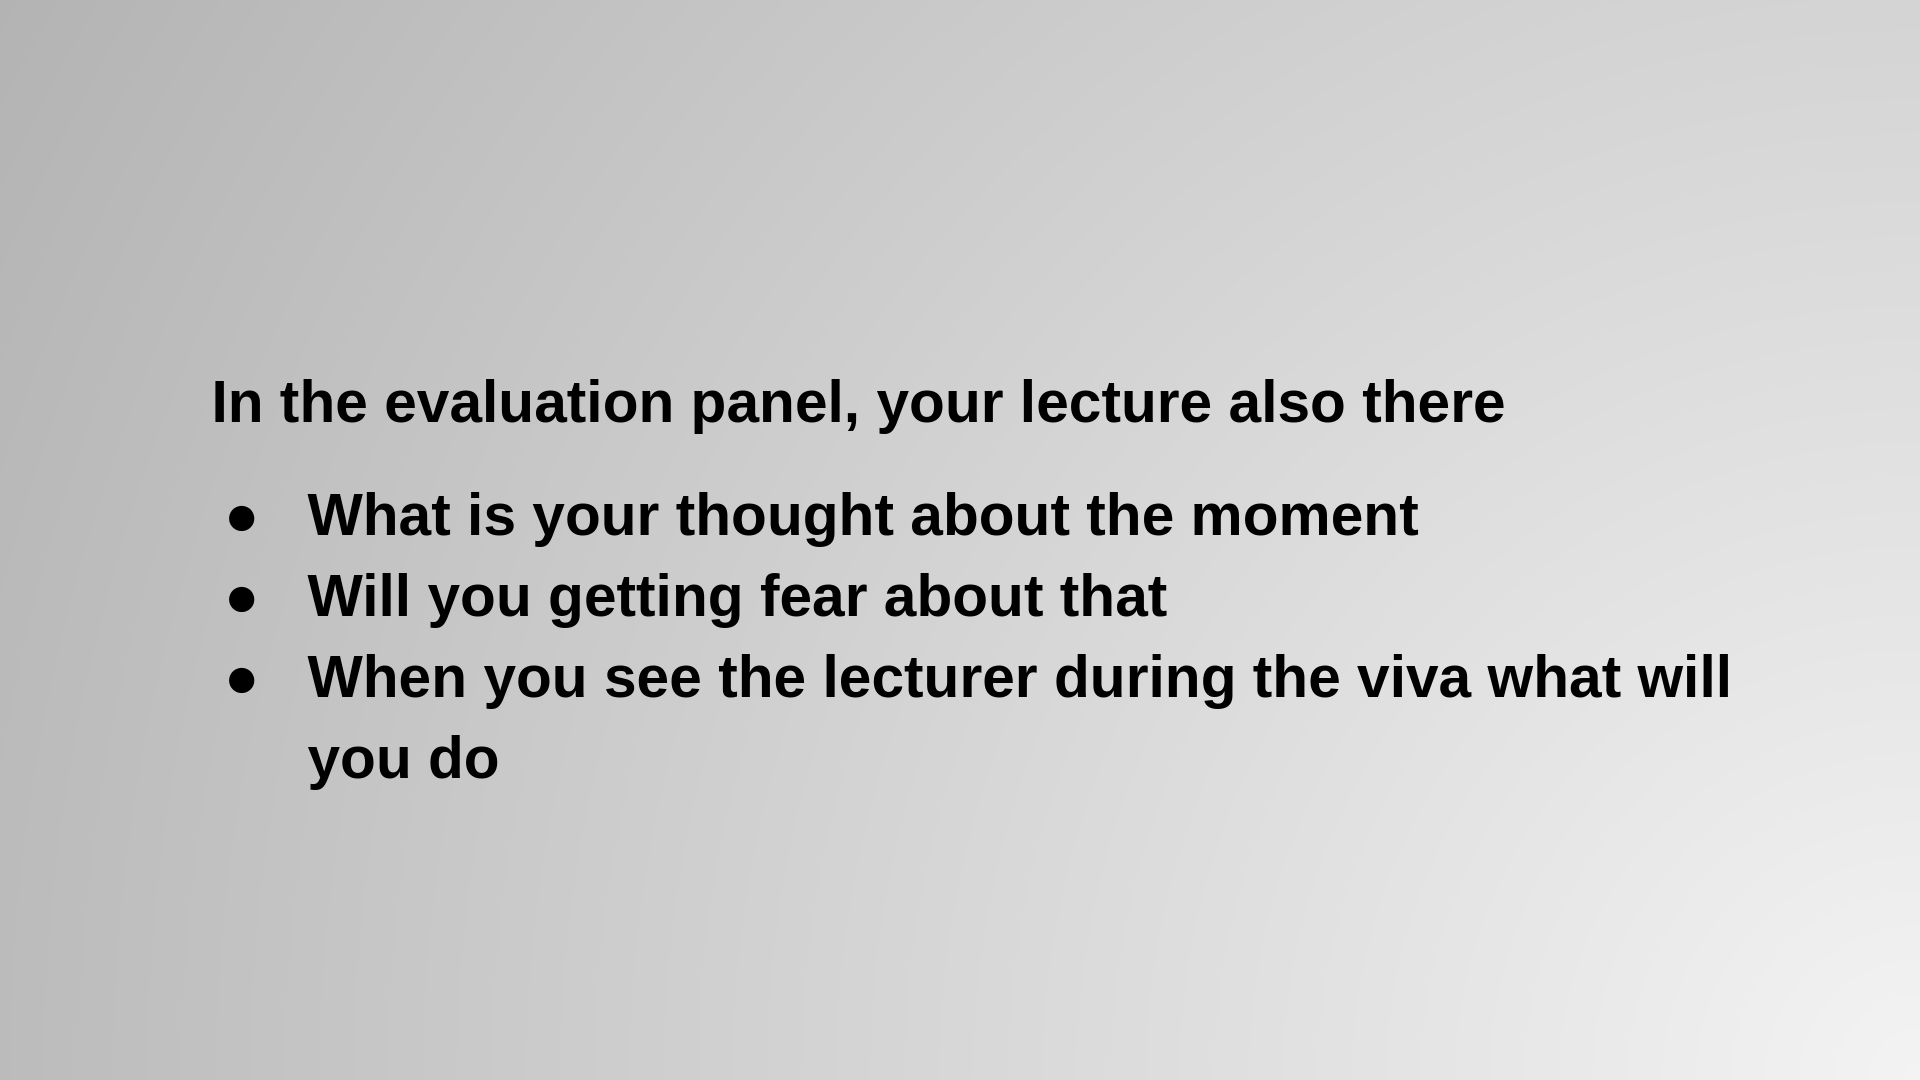 In the evaluation panel, your lecture also there
● What is your thought about the moment
● Will you getting fear about that
● When you see the lecturer during the viva what will
you do